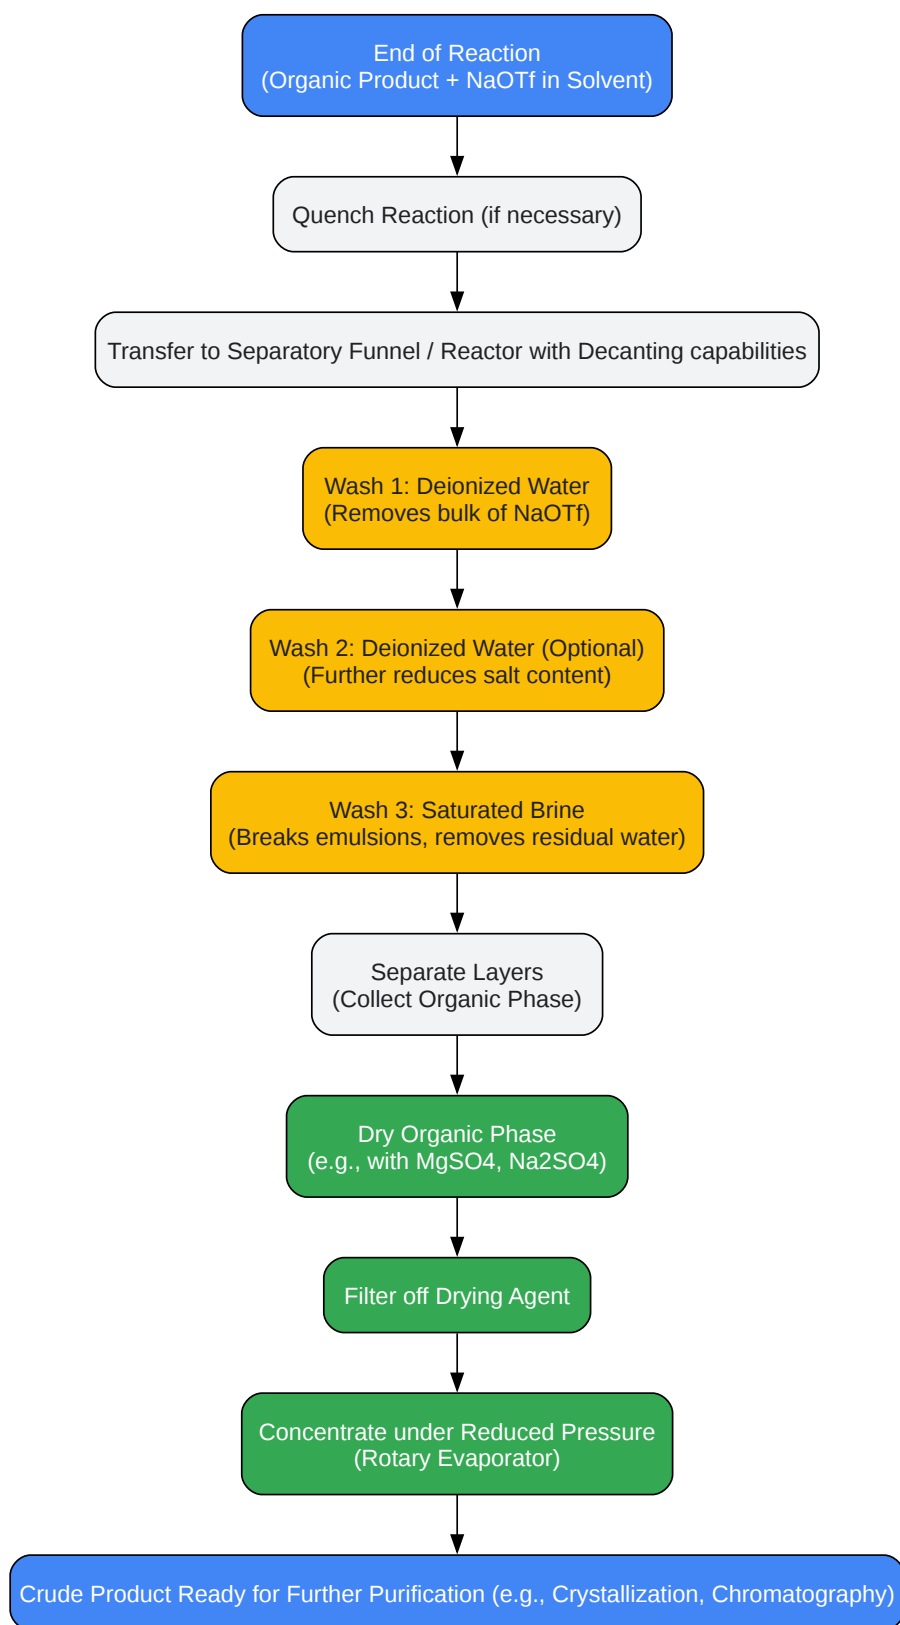 End of Reaction
(Organic Product + NaOTf in Solvent)
Quench Reaction (if necessary)
Transfer to Separatory Funnel / Reactor with Decanting capabilities
Wash 1: Deionized Water
(Removes bulk of NaOTf)
Wash 2: Deionized Water (Optional)
(Further reduces salt content)
Wash 3: Saturated Brine
(Breaks emulsions, removes residual water)
Separate Layers
(Collect Organic Phase)
Dry Organic Phase
(e.g., with MgSO4, Na2SO4)
Filter off Drying Agent
Concentrate under Reduced Pressure
(Rotary Evaporator)
Crude Product Ready for Further Purification (e.g., Crystallization, Chromatography)